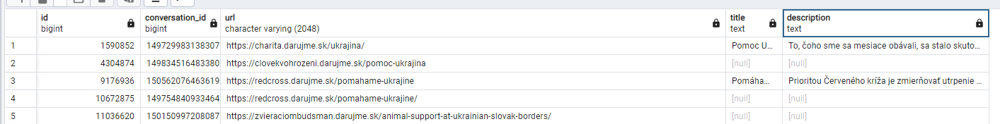 id conversation_id url title description
bigint bigint character varying (2048) text text
1 1590852 149729983138307 https://charita.darujme.sk/ukrajina/ Pomoc U... To, čoho sme sa mesiace obávali, sa stalo skuto...
2 4304874 149834516483380 https://clovekvohrozeni.darujme.sk/pomoc-ukrajina [null] [null]
3 9176936 150562076463619 https://redcross.darujme.sk/pomahame-ukrajine Pomáha... Prioritou Červeného kríža je zmierňovať utrpenie ...
4 10672875 149754840933464 https://redcross.darujme.sk/pomahame-ukrajine/ [null] [null]
5 11036620 150150997208087 https://zvieraciombudsman.darujme.sk/animal-support-at-ukrainian-slovak-borders/ [null] [null]